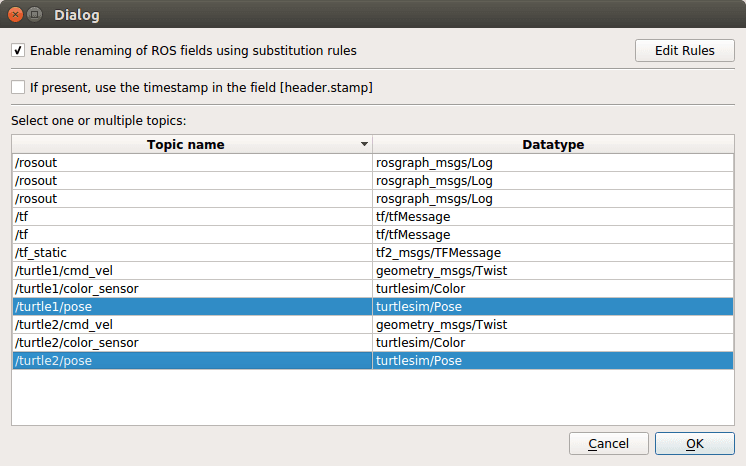 Dialog
Enable renaming of ROS fields using substitution rules Edit Rules
If present, use the timestamp in the field [header.stamp]
Select one or multiple topics:
Topic name Datatype
/rosout rosgraph_msgs/Log
/rosout rosgraph_msgs/Log
/rosout rosgraph_msgs/Log
/tf tf/tfMessage
/tf tf/tfMessage
/tf_static tf2_msgs/TFMessage
/turtle1/cmd_vel geometry_msgs/Twist
/turtle1/color_sensor turtlesim/Color
/turtle1/pose turtlesim/Pose
/turtle2/cmd_vel geometry_msgs/Twist
/turtle2/color_sensor turtlesim/Color
/turtle2/pose turtlesim/Pose
Cancel OK